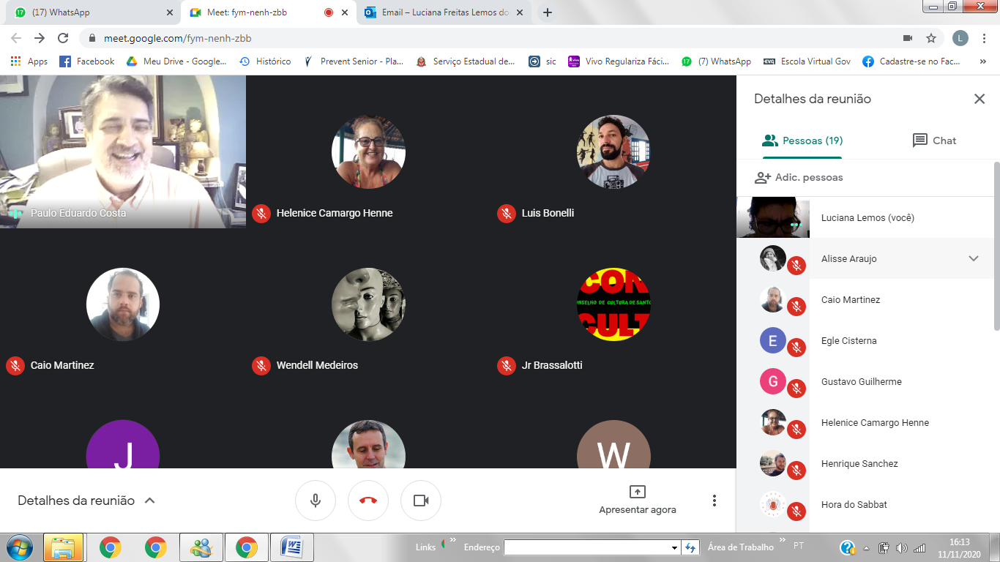 (17) WhatsApp
Meet: fym-nenh-zbb
Email – Luciana Freitas Lemos do
meet.google.com/fym-nenh-zbb
L
Apps
Facebook
Meu Drive - Google...
Histórico
Prevent Senior - Pla...
Serviço Estadual de...
sic
Vivo Regulariza Fáci...
(7) WhatsApp
Escola Virtual Gov
Cadastre-se no Fac...
»
Paulo Eduardo Costa
Helenice Camargo Henne
Luis Bonelli
CON
NSELHO DE CULTURA DE SANTO
CULT
Caio Martinez
Wendell Medeiros
Jr Brassalotti
J
W
Detalhes da reunião
Pessoas (19)
Chat
Adic. pessoas
Luciana Lemos (você)
Alisse Araujo
Caio Martinez
E
Egle Cisterna
G
Gustavo Guilherme
Helenice Camargo Henne
Henrique Sanchez
Hora do Sabbat
Detalhes da reunião
Apresentar agora
Links
»
Endereço
Área de Trabalho
»
PT
16:13
11/11/2020